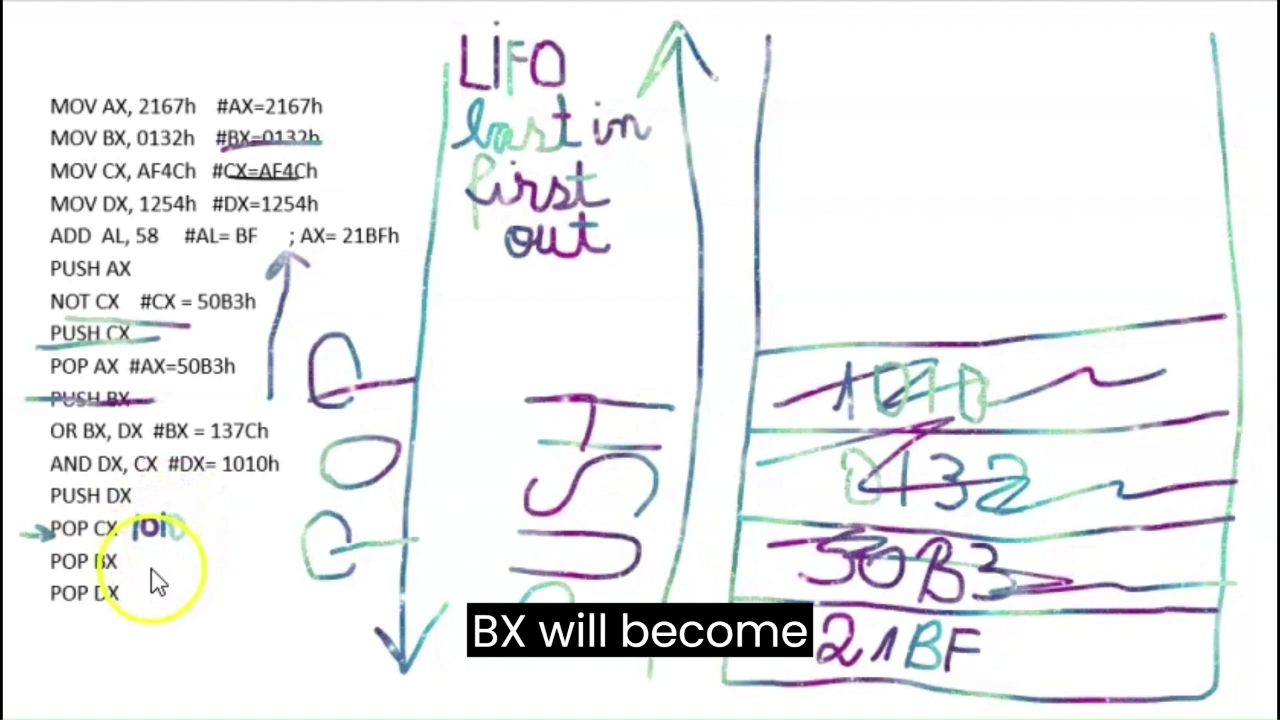 MOV AX, 2167h #AX=2167h
MOV BX, 0132h #BX=0132h
MOV CX, AF4Ch #CX=AF4Ch
MOV DX, 1254h #DX=1254h
ADD AL, 58 #AL= BF ; AX= 21BFh
PUSH AX
NOT CX #CX = 50B3h
PUSH CX
POP AX #AX=50B3h
PUSH BX
OR BX, DX #BX = 137Ch
AND DX, CX #DX= 1010h
PUSH DX
POP CX 1010
POP BX
POP DX
POP
LIFO
last in
first
out
PUSH
1010
0132
50B3
21BF
BX will become